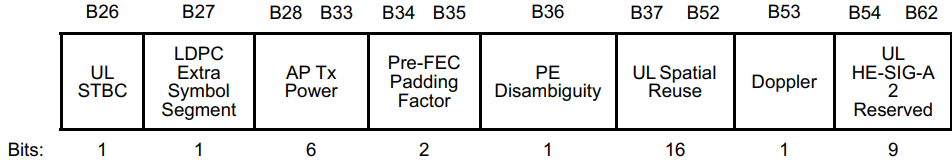 B26 B27 B28 B33 B34 B35 B36 B37 B52 B53 B54 B62
UL
STBC
LDPC
Extra
Symbol
Segment
AP Tx
Power
Pre-FEC
Padding
Factor
PE
Disambiguity
UL Spatial
Reuse
Doppler
UL
HE-SIG-A
2
Reserved
Bits: 1 1 6 2 1 16 1 9